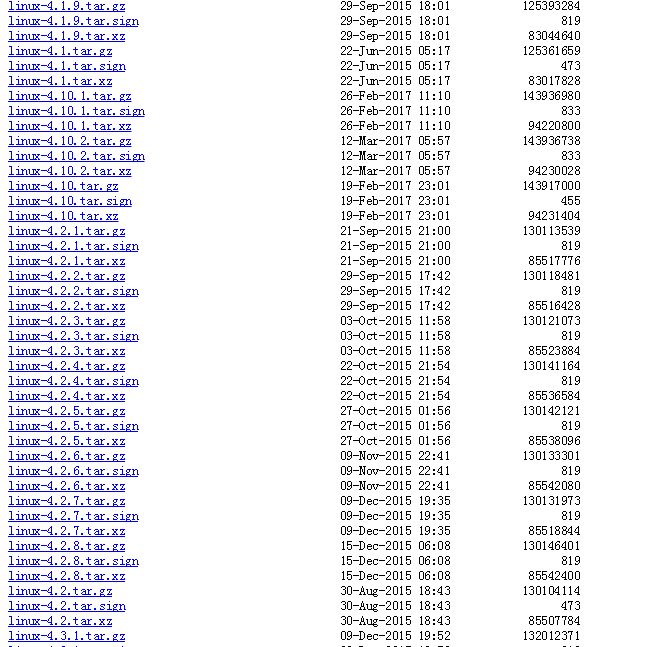 linux-4.1.9.tar.gz 29-Sep-2015 18:01 125393284
linux-4.1.9.tar.sign 29-Sep-2015 18:01 819
linux-4.1.9.tar.xz 29-Sep-2015 18:01 83044640
linux-4.1.tar.gz 22-Jun-2015 05:17 125361659
linux-4.1.tar.sign 22-Jun-2015 05:17 473
linux-4.1.tar.xz 22-Jun-2015 05:17 83017828
linux-4.10.1.tar.gz 26-Feb-2017 11:10 143936980
linux-4.10.1.tar.sign 26-Feb-2017 11:10 833
linux-4.10.1.tar.xz 26-Feb-2017 11:10 94220800
linux-4.10.2.tar.gz 12-Mar-2017 05:57 143936738
linux-4.10.2.tar.sign 12-Mar-2017 05:57 833
linux-4.10.2.tar.xz 12-Mar-2017 05:57 94230028
linux-4.10.tar.gz 19-Feb-2017 23:01 143917000
linux-4.10.tar.sign 19-Feb-2017 23:01 455
linux-4.10.tar.xz 19-Feb-2017 23:01 94231404
linux-4.2.1.tar.gz 21-Sep-2015 21:00 130113539
linux-4.2.1.tar.sign 21-Sep-2015 21:00 819
linux-4.2.1.tar.xz 21-Sep-2015 21:00 85517776
linux-4.2.2.tar.gz 29-Sep-2015 17:42 130118481
linux-4.2.2.tar.sign 29-Sep-2015 17:42 819
linux-4.2.2.tar.xz 29-Sep-2015 17:42 85516428
linux-4.2.3.tar.gz 03-Oct-2015 11:58 130121073
linux-4.2.3.tar.sign 03-Oct-2015 11:58 819
linux-4.2.3.tar.xz 03-Oct-2015 11:58 85523884
linux-4.2.4.tar.gz 22-Oct-2015 21:54 130141164
linux-4.2.4.tar.sign 22-Oct-2015 21:54 819
linux-4.2.4.tar.xz 22-Oct-2015 21:54 85536584
linux-4.2.5.tar.gz 27-Oct-2015 01:56 130142121
linux-4.2.5.tar.sign 27-Oct-2015 01:56 819
linux-4.2.5.tar.xz 27-Oct-2015 01:56 85538096
linux-4.2.6.tar.gz 09-Nov-2015 22:41 130133301
linux-4.2.6.tar.sign 09-Nov-2015 22:41 819
linux-4.2.6.tar.xz 09-Nov-2015 22:41 85542080
linux-4.2.7.tar.gz 09-Dec-2015 19:35 130131973
linux-4.2.7.tar.sign 09-Dec-2015 19:35 819
linux-4.2.7.tar.xz 09-Dec-2015 19:35 85518844
linux-4.2.8.tar.gz 15-Dec-2015 06:08 130146401
linux-4.2.8.tar.sign 15-Dec-2015 06:08 819
linux-4.2.8.tar.xz 15-Dec-2015 06:08 85542400
linux-4.2.tar.gz 30-Aug-2015 18:43 130104114
linux-4.2.tar.sign 30-Aug-2015 18:43 473
linux-4.2.tar.xz 30-Aug-2015 18:43 85507784
linux-4.3.1.tar.gz 09-Dec-2015 19:52 132012371